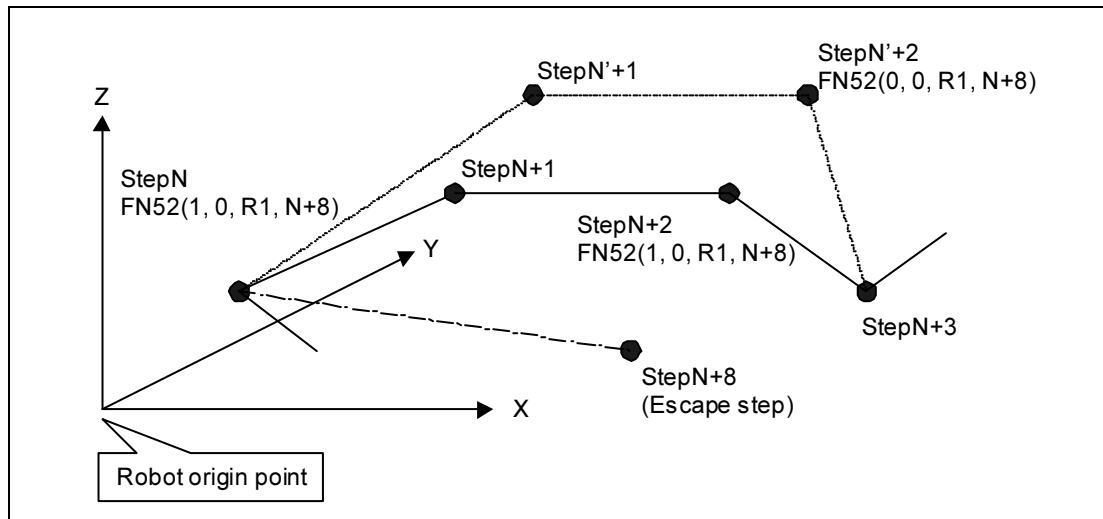 StepN'+1
StepN'+2
FN52(0, 0, R1, N+8)
Z
StepN
FN52(1, 0, R1, N+8)
StepN+1
StepN+2
FN52(1, 0, R1, N+8)
Y
StepN+3
StepN+8
(Escape step)
X
Robot origin point